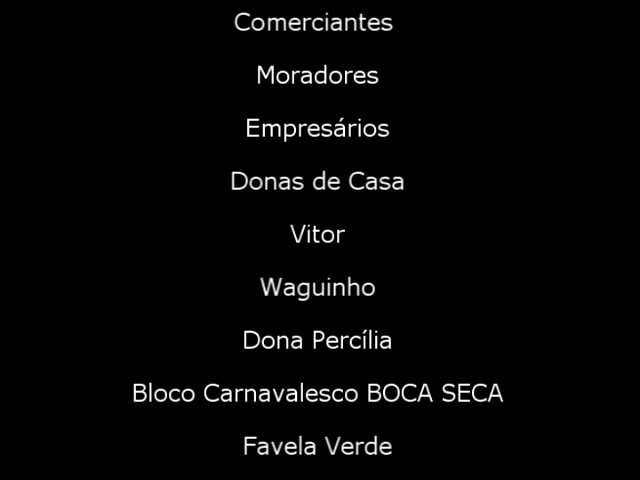 Comerciantes
Moradores
Empresários
Donas de Casa
Vitor
Waguinho
Dona Percília
Bloco Carnavalesco BOCA SECA
Favela Verde